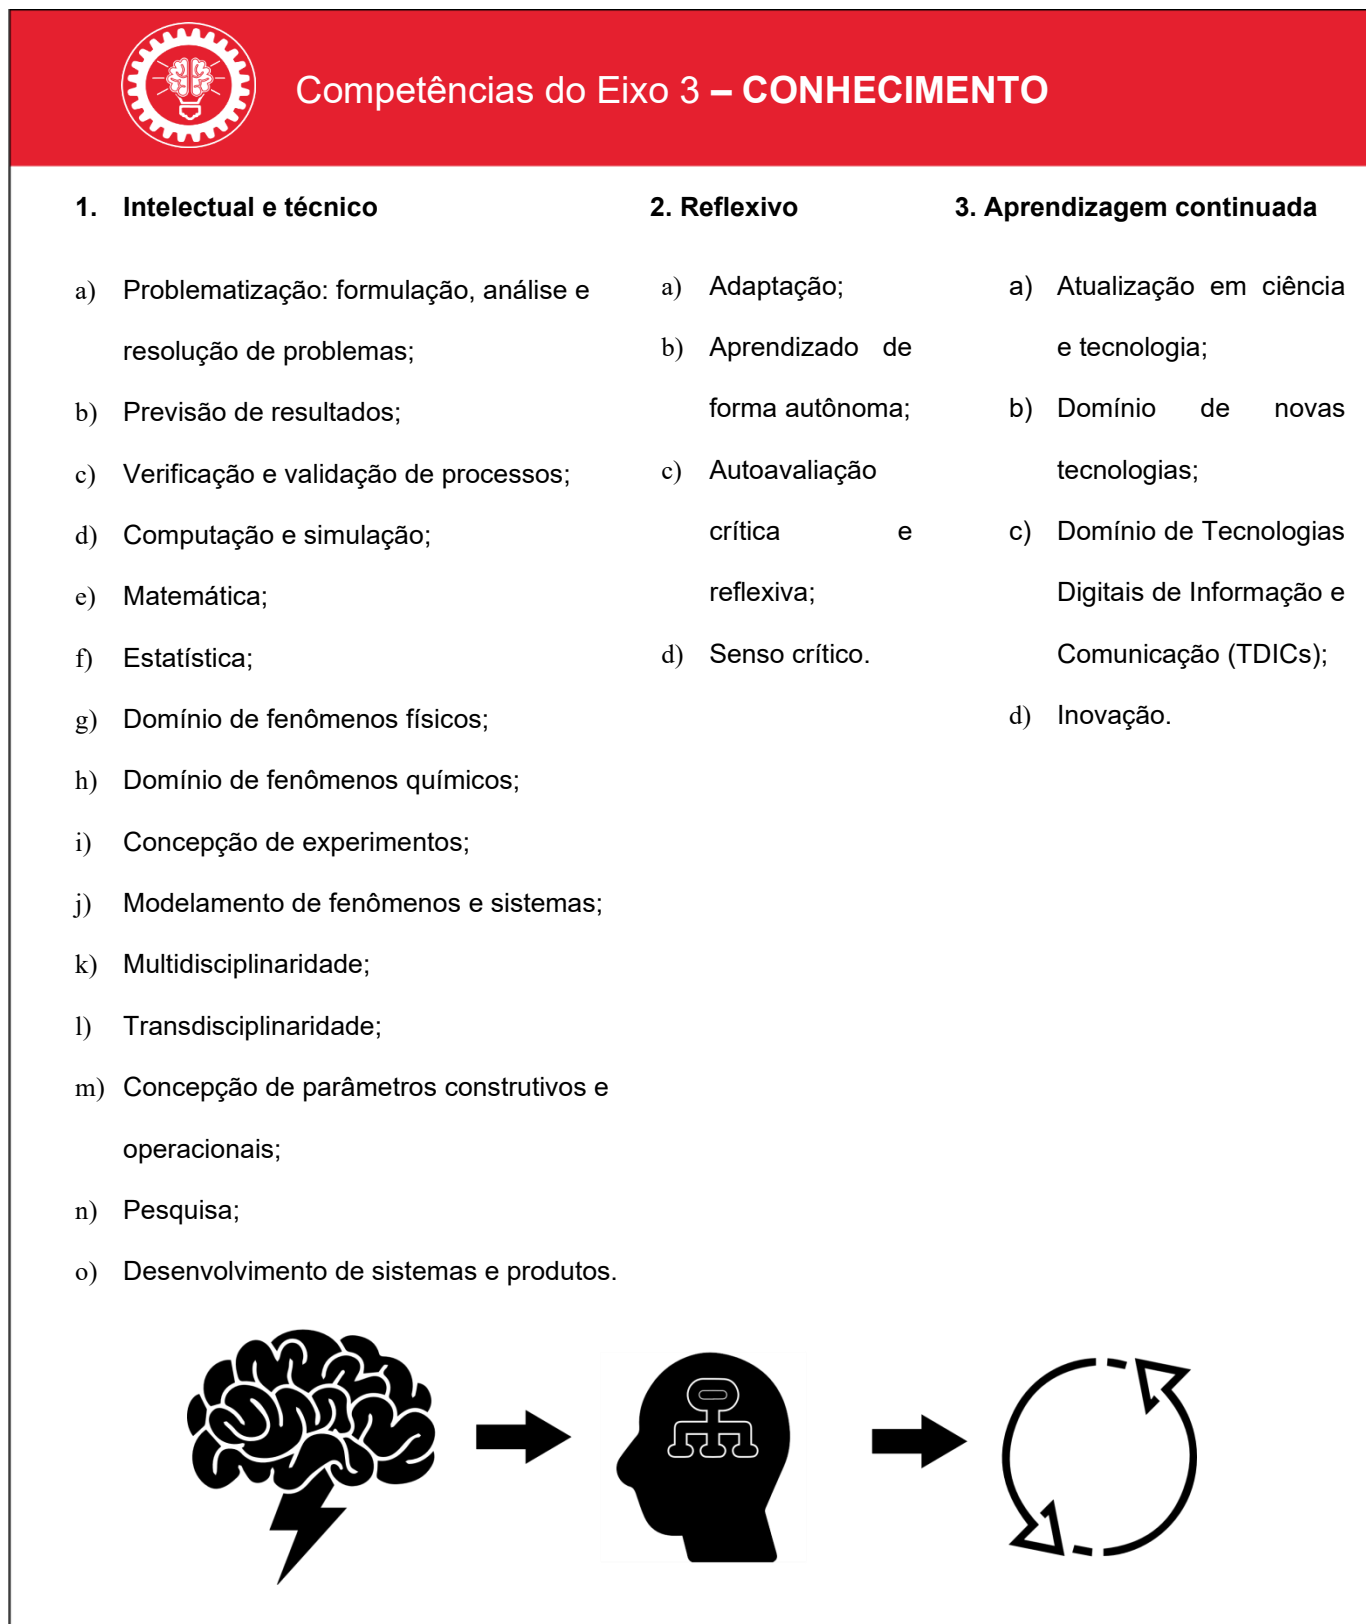 Competências do Eixo 3 – CONHECIMENTO
1. Intelectual e técnico
a) Problematização: formulação, análise e
resolução de problemas;
b) Previsão de resultados;
c) Verificação e validação de processos;
d) Computação e simulação;
e) Matemática;
f) Estatística;
g) Domínio de fenômenos físicos;
h) Domínio de fenômenos químicos;
i) Concepção de experimentos;
j) Modelamento de fenômenos e sistemas;
k) Multidisciplinaridade;
l) Transdisciplinaridade;
m) Concepção de parâmetros construtivos e
operacionais;
n) Pesquisa;
o) Desenvolvimento de sistemas e produtos.
2. Reflexivo
a) Adaptação;
b) Aprendizado de
forma autônoma;
c) Autoavaliação
crítica e
reflexiva;
d) Senso crítico.
3. Aprendizagem continuada
a) Atualização em ciência
e tecnologia;
b) Domínio de novas
tecnologias;
c) Domínio de Tecnologias
Digitais de Informação e
Comunicação (TDICs);
d) Inovação.